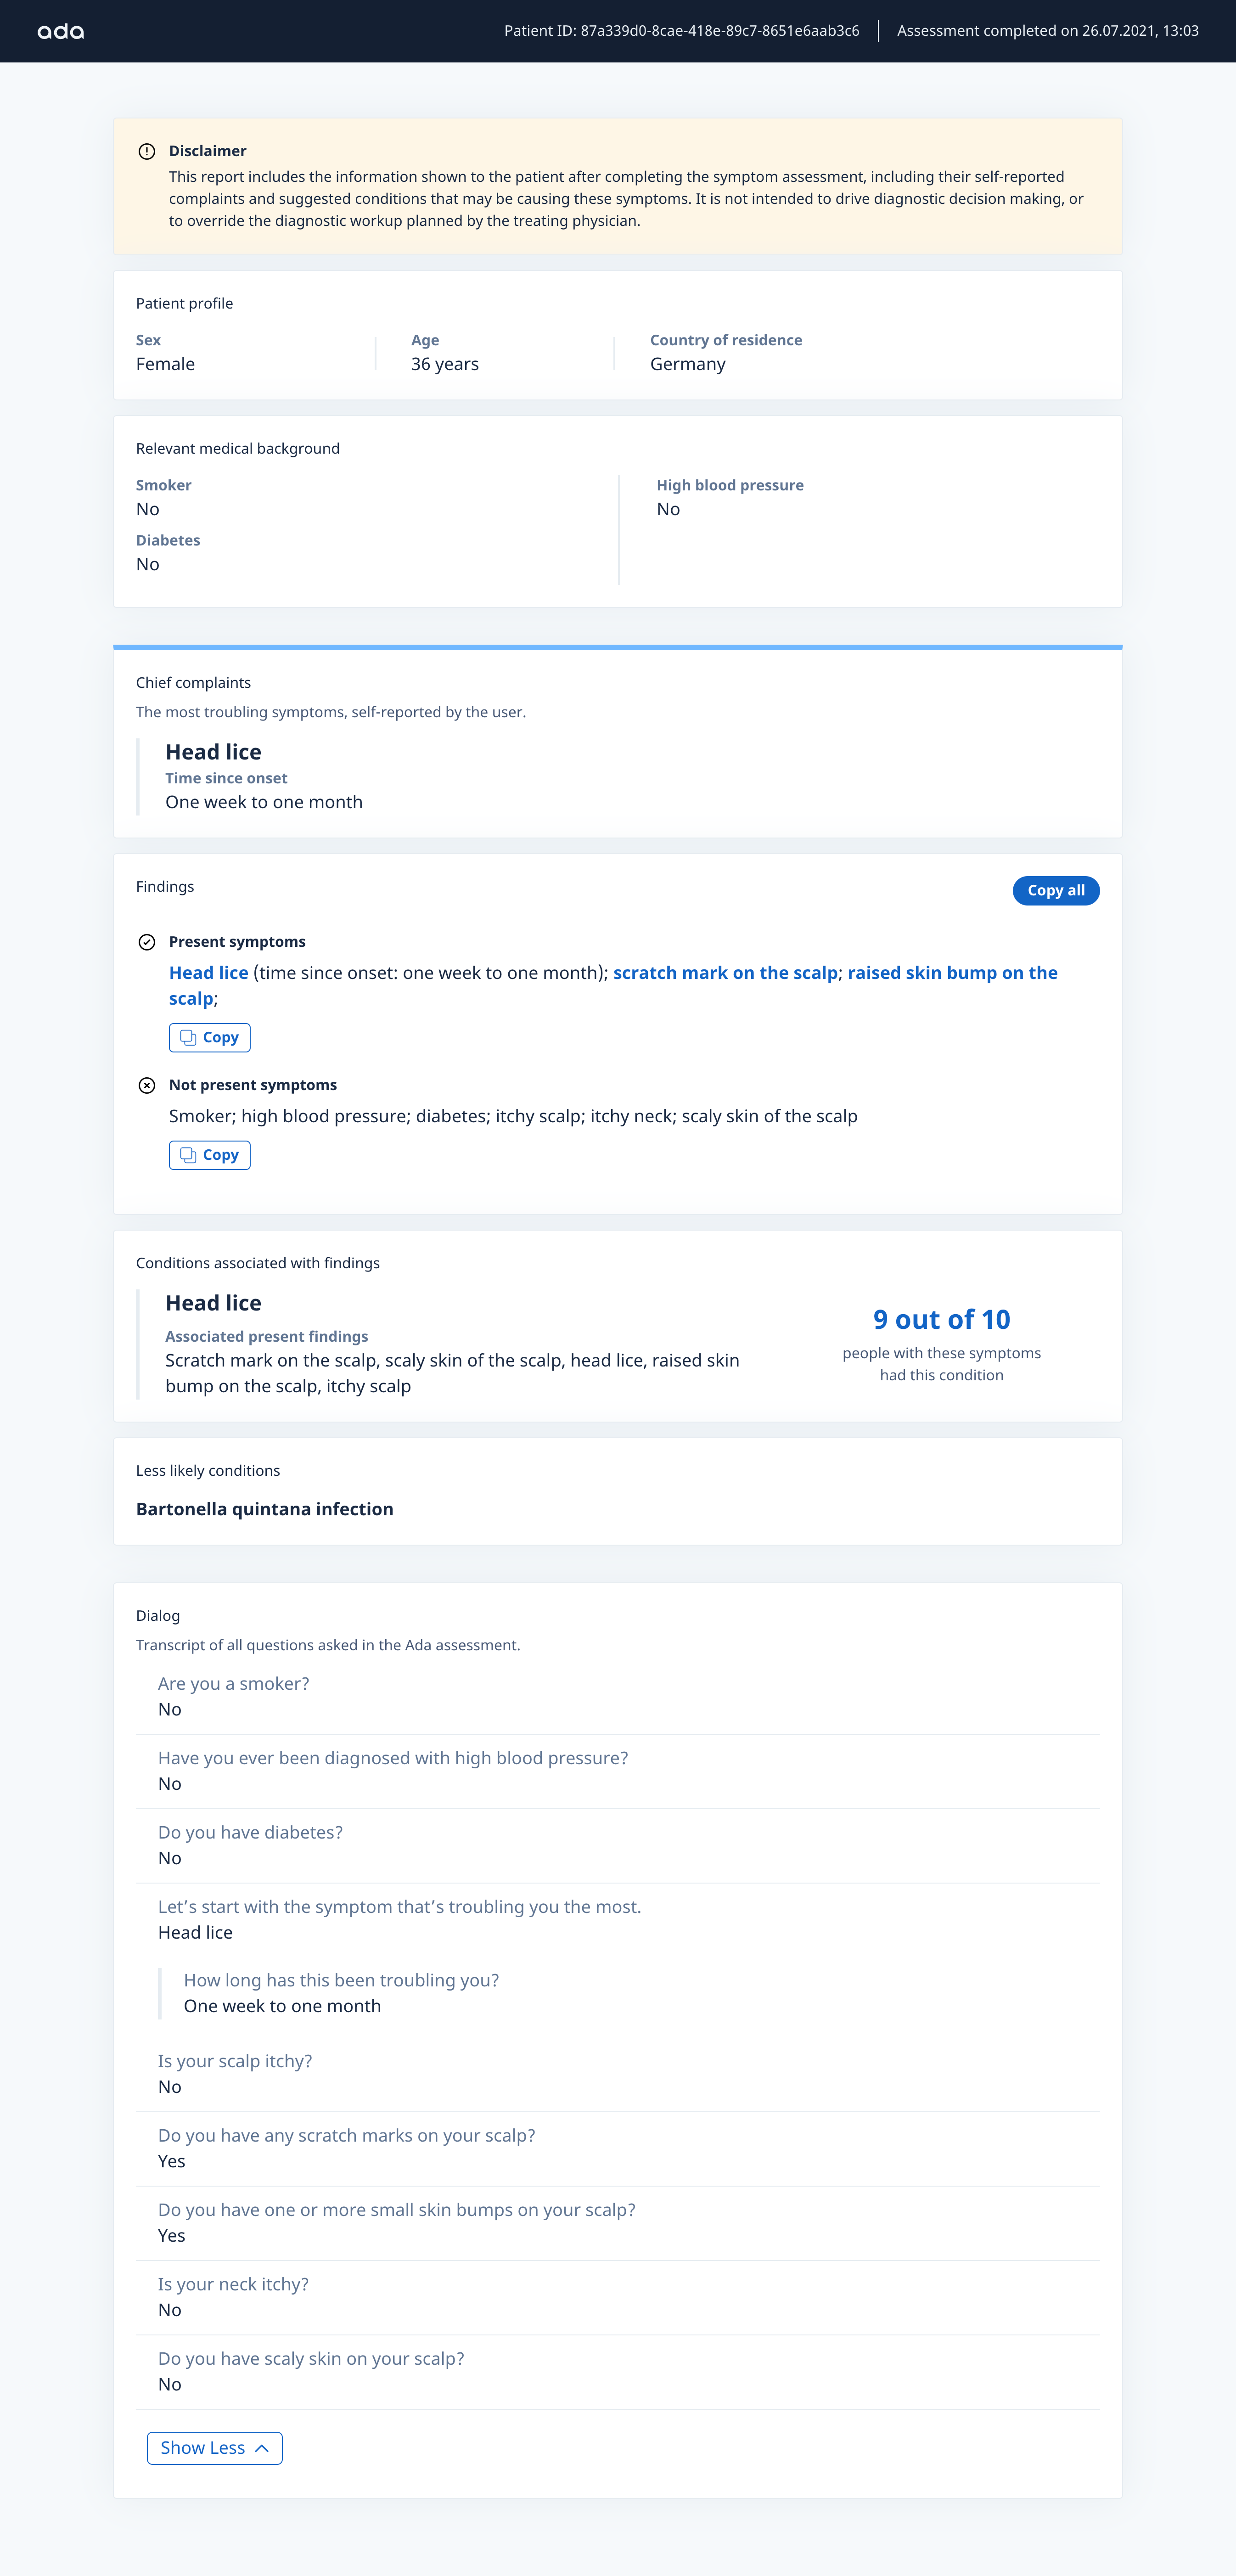 ada
Patient ID: 87a339d0-8cae-418e-89c7-8651e6aab3c6
Assessment completed on 26.07.2021, 13:03
Disclaimer
This report includes the information shown to the patient after completing the symptom assessment, including their self-reported
complaints and suggested conditions that may be causing these symptoms. It is not intended to drive diagnostic decision making, or
to override the diagnostic workup planned by the treating physician.
Patient profile
Sex
Female
Age
36 years
Country of residence
Germany
Relevant medical background
Smoker
No
Diabetes
No
High blood pressure
No
Chief complaints
The most troubling symptoms, self-reported by the user.
Head lice
Time since onset
One week to one month
Findings
Copy all
Present symptoms
Head lice (time since onset: one week to one month); scratch mark on the scalp; raised skin bump on the
scalp;
Copy
Not present symptoms
Smoker; high blood pressure; diabetes; itchy scalp; itchy neck; scaly skin of the scalp
Copy
Conditions associated with findings
Head lice
Associated present findings
Scratch mark on the scalp, scaly skin of the scalp, head lice, raised skin
bump on the scalp, itchy scalp
9 out of 10
people with these symptoms
had this condition
Less likely conditions
Bartonella quintana infection
Dialog
Transcript of all questions asked in the Ada assessment.
Are you a smoker?
No
Have you ever been diagnosed with high blood pressure?
No
Do you have diabetes?
No
Let’s start with the symptom that’s troubling you the most.
Head lice
How long has this been troubling you?
One week to one month
Is your scalp itchy?
No
Do you have any scratch marks on your scalp?
Yes
Do you have one or more small skin bumps on your scalp?
Yes
Is your neck itchy?
No
Do you have scaly skin on your scalp?
No
Show Less